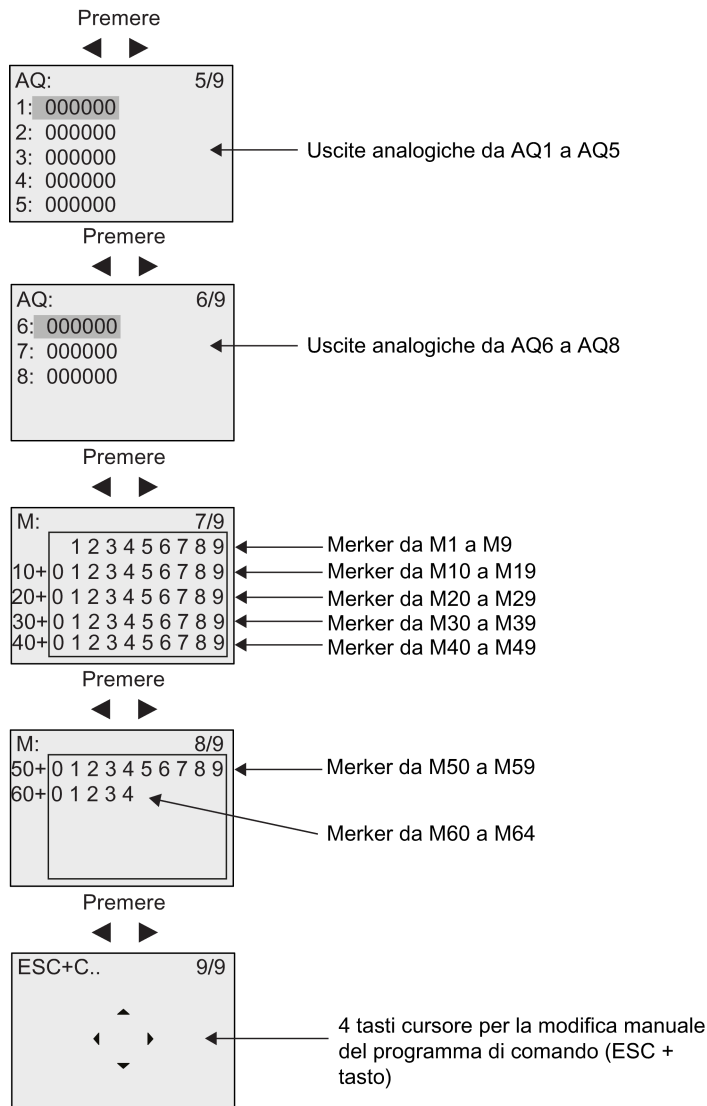 Premere
AQ: 5/9
1: 000000
2: 000000
3: 000000
4: 000000
5: 000000
Uscite analogiche da AQ1 a AQ5
Premere
AQ: 6/9
6: 000000
7: 000000
8: 000000
Uscite analogiche da AQ6 a AQ8
Premere
M: 7/9
1 2 3 4 5 6 7 8 9 Merker da M1 a M9
10+ 0 1 2 3 4 5 6 7 8 9 Merker da M10 a M19
20+ 0 1 2 3 4 5 6 7 8 9 Merker da M20 a M29
30+ 0 1 2 3 4 5 6 7 8 9 Merker da M30 a M39
40+ 0 1 2 3 4 5 6 7 8 9 Merker da M40 a M49
Premere
M: 8/9
50+ 0 1 2 3 4 5 6 7 8 9 Merker da M50 a M59
60+ 0 1 2 3 4
Merker da M60 a M64
Premere
ESC+C.. 9/9
4 tasti cursore per la modifica manuale
del programma di comando (ESC +
tasto)